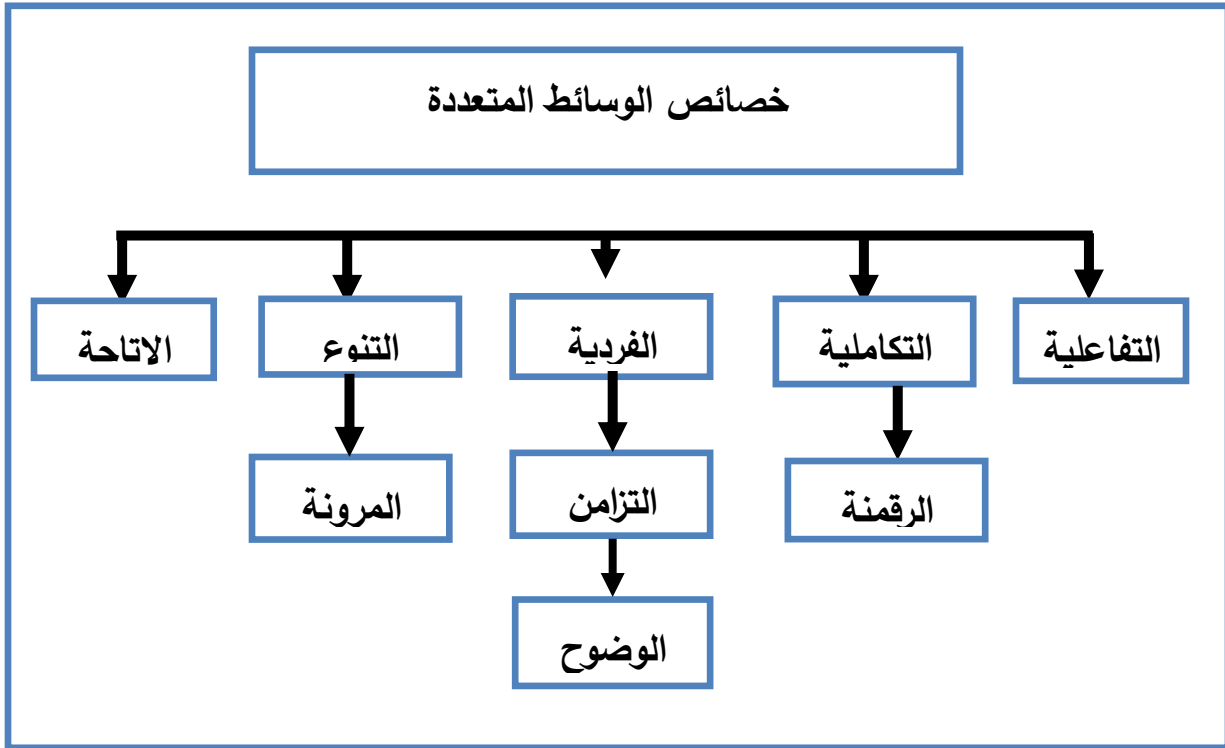 خصائص الوسائط المتعددة
التفاعلية
التكاملية
الفردية
التنوع
الاتاحة
الرقمنة
التزامن
المرونة
الوضوح